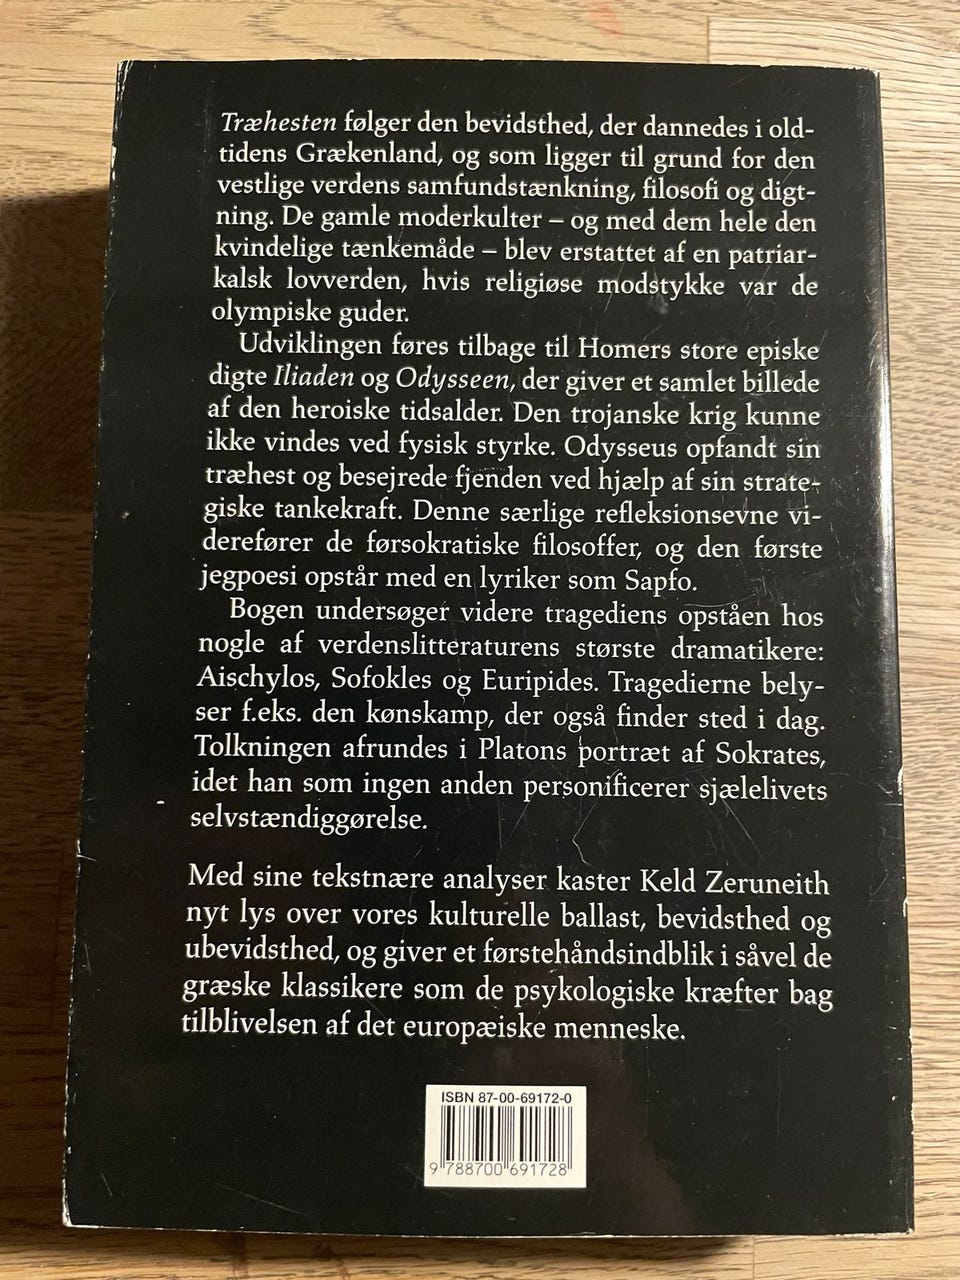 Træhesten følger den bevidsthed, der dannedes i old-
tidens Grækenland, og som ligger til grund for den
vestlige verdens samfundstænkning, filosofi og digt-
ning. De gamle moderkulter – og med dem hele den
kvindelige tænkemåde – blev erstattet af en patriar-
kalsk lovverden, hvis religiøse modstykke var de
olympiske guder.
Udviklingen føres tilbage til Homers store episke
digte Iliaden og Odysseen, der giver et samlet billede
af den heroiske tidsalder. Den trojanske krig kunne
ikke vindes ved fysisk styrke. Odysseus opfandt sin
træhest og besejrede fjenden ved hjælp af sin strate-
giske tankekraft. Denne særlige refleksionsevne vi-
derefører de førsokratiske filosoffer, og den første
jegpoesi opstår med en lyriker som Sapfo.
Bogen undersøger videre tragediens opståen hos
nogle af verdenslitteraturens største dramatikere:
Aischylos, Sofokles og Euripides. Tragedierne bely-
ser f.eks. den kønskamp, der også finder sted i dag.
Tolkningen afrundes i Platons portræt af Sokrates,
idet han som ingen anden personificerer sjælelivets
selvstændiggørelse.
Med sine tekstnære analyser kaster Keld Zeruneith
nyt lys over vores kulturelle ballast, bevidsthed og
ubevidsthed, og giver et førstehåndsindblik i såvel de
græske klassikere som de psykologiske kræfter bag
tilblivelsen af det europæiske menneske.
ISBN 87-00-69172-0
9 788700 691728